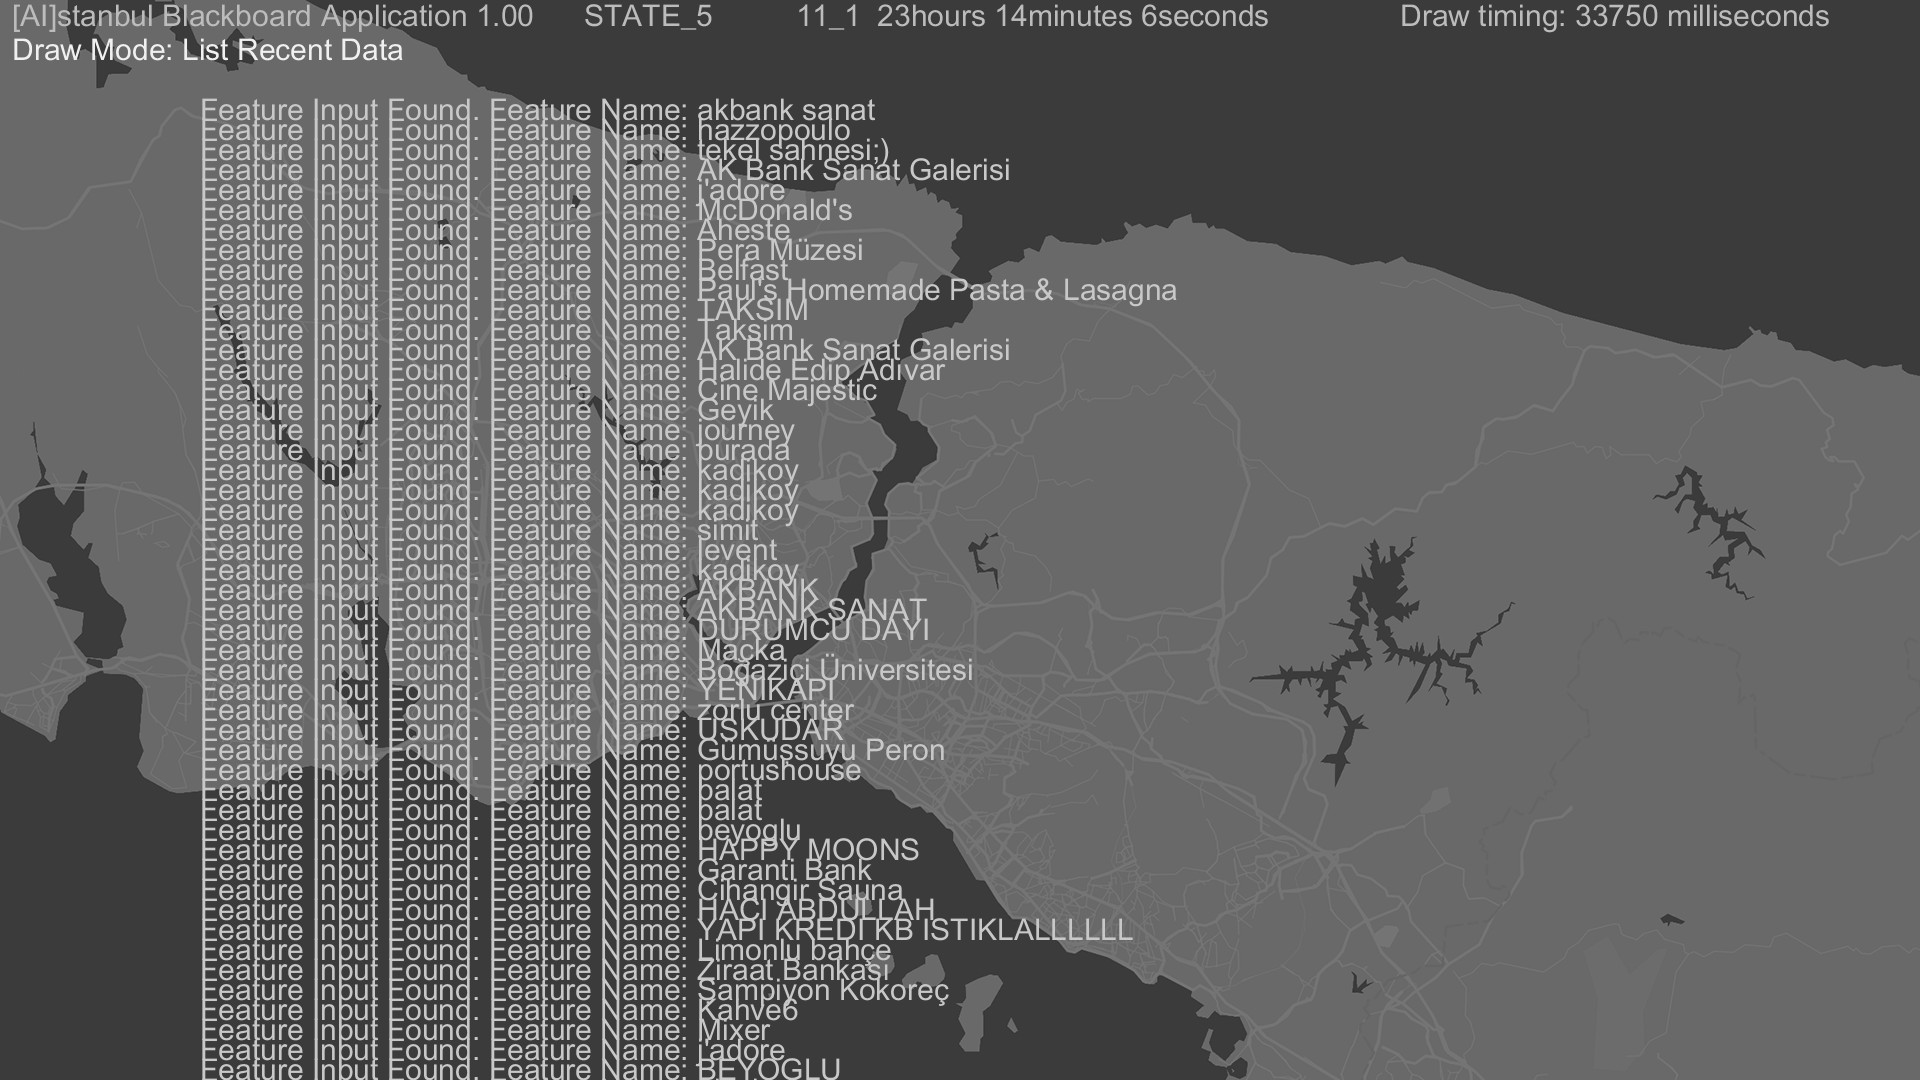 [AI]stanbul Blackboard Application 1.00 STATE_5 11_1 23hours 14minutes 6seconds Draw timing: 33750 milliseconds
Draw Mode: List Recent Data
Feature Input Found. Feature Name: akbank sanat
Feature Input Found. Feature Name: hazzopoulo
Feature Input Found. Feature Name: tekel sahnesi;)
Feature Input Found. Feature Name: AK Bank Sanat Galerisi
Feature Input Found. Feature Name: j'adore
Feature Input Found. Feature Name: McDonald's
Feature Input Found. Feature Name: Aheste
Feature Input Found. Feature Name: Pera Müzesi
Feature Input Found. Feature Name: Belfast
Feature Input Found. Feature Name: Paul's Homemade Pasta & Lasagna
Feature Input Found. Feature Name: TAKSIM
Feature Input Found. Feature Name: Taksim
Feature Input Found. Feature Name: AK Bank Sanat Galerisi
Feature Input Found. Feature Name: Halide Edip Adivar
Feature Input Found. Feature Name: Cine Majestic
Feature Input Found. Feature Name: Geyik
Feature Input Found. Feature Name: journey
Feature Input Found. Feature Name: purada
Feature Input Found. Feature Name: kadikoy
Feature Input Found. Feature Name: kadikoy
Feature Input Found. Feature Name: kadikoy
Feature Input Found. Feature Name: simit
Feature Input Found. Feature Name: levent
Feature Input Found. Feature Name: kadikoy
Feature Input Found. Feature Name: AKBANK
Feature Input Found. Feature Name: AKBANK SANAT
Feature Input Found. Feature Name: DURUMCU DAYI
Feature Input Found. Feature Name: Macka
Feature Input Found. Feature Name: Bogaziçi Üniversitesi
Feature Input Found. Feature Name: YENIKAPI
Feature Input Found. Feature Name: zorlu center
Feature Input Found. Feature Name: USKUDAR
Feature Input Found. Feature Name: Gümüssuyu Peron
Feature Input Found. Feature Name: portushouse
Feature Input Found. Feature Name: balat
Feature Input Found. Feature Name: balat
Feature Input Found. Feature Name: beyoglu
Feature Input Found. Feature Name: HAPPY MOONS
Feature Input Found. Feature Name: Garanti Bank
Feature Input Found. Feature Name: Cihangir Sauna
Feature Input Found. Feature Name: HACI ABDULLAH
Feature Input Found. Feature Name: YAPI KREDI KB ISTIKLALLLLLL
Feature Input Found. Feature Name: Limonlu bahçe
Feature Input Found. Feature Name: Ziraat Bankasi
Feature Input Found. Feature Name: Sampiyon Kokoreç
Feature Input Found. Feature Name: Kahve6
Feature Input Found. Feature Name: Mixer
Feature Input Found. Feature Name: j'adore
Feature Input Found. Feature Name: BEYOGLU